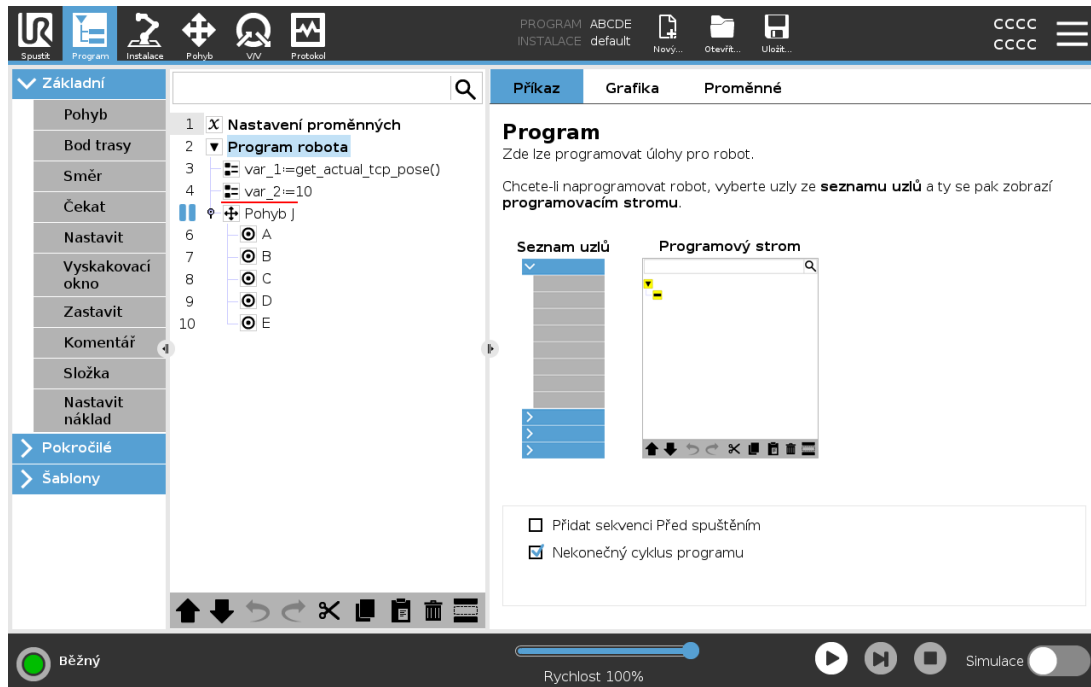 PROGRAM ABCDE
INSTALACE default
Spustit
Program
Instalace
Pohyb
V/V
Protokol
Nový...
Otevřít...
Uložit...
CCCC
CCCC
Základní
Pohyb
Bod trasy
Směr
Čekat
Nastavit
Vyskakovací
okno
Zastavit
Komentář
Složka
Nastavit
náklad
Pokročilé
Šablony
1 X Nastavení proměnných
2 Program robota
3 var_1:=get_actual_tcp_pose()
4 var_2:=10
Pohyb J
6 A
7 B
8 C
9 D
10 E
Příkaz
Grafika
Proměnné
Program
Zde lze programovat úlohy pro robot.
Chcete-li naprogramovat robot, vyberte uzly ze seznamu uzlů a ty se pak zobrazí
programovacím stromu.
Seznam uzlů
Programový strom
Přidat sekvenci Před spuštěním
Nekonečný cyklus programu
Běžný
Rychlost 100%
Simulace